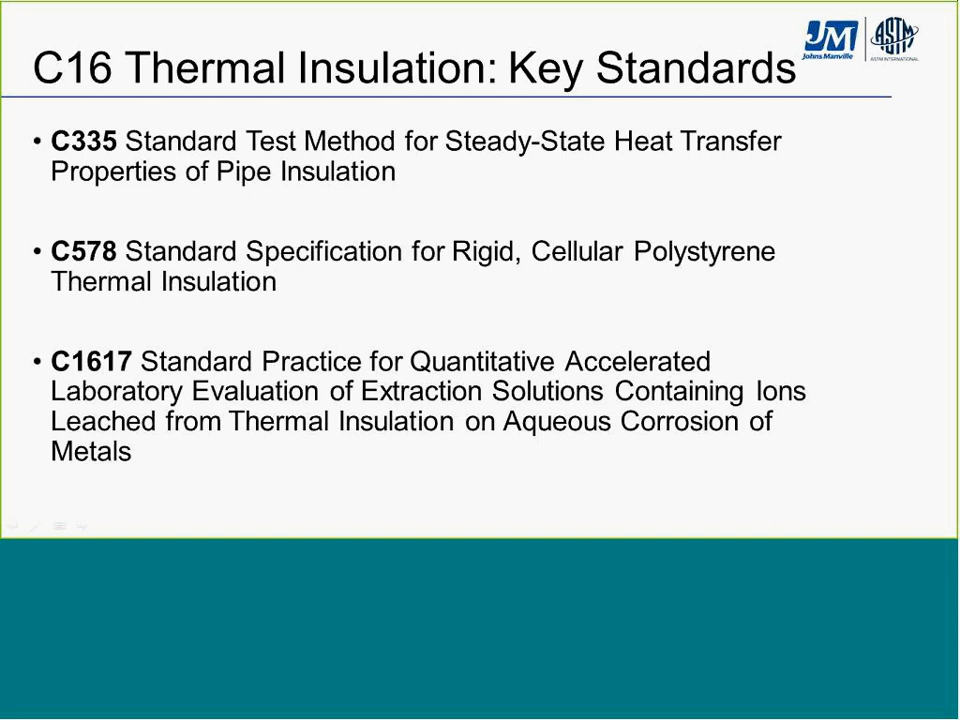 C16 Thermal Insulation: Key Standards
JM
Johns Manville
ASTM
ASTM INTERNATIONAL
• C335 Standard Test Method for Steady-State Heat Transfer
Properties of Pipe Insulation
• C578 Standard Specification for Rigid, Cellular Polystyrene
Thermal Insulation
• C1617 Standard Practice for Quantitative Accelerated
Laboratory Evaluation of Extraction Solutions Containing Ions
Leached from Thermal Insulation on Aqueous Corrosion of
Metals